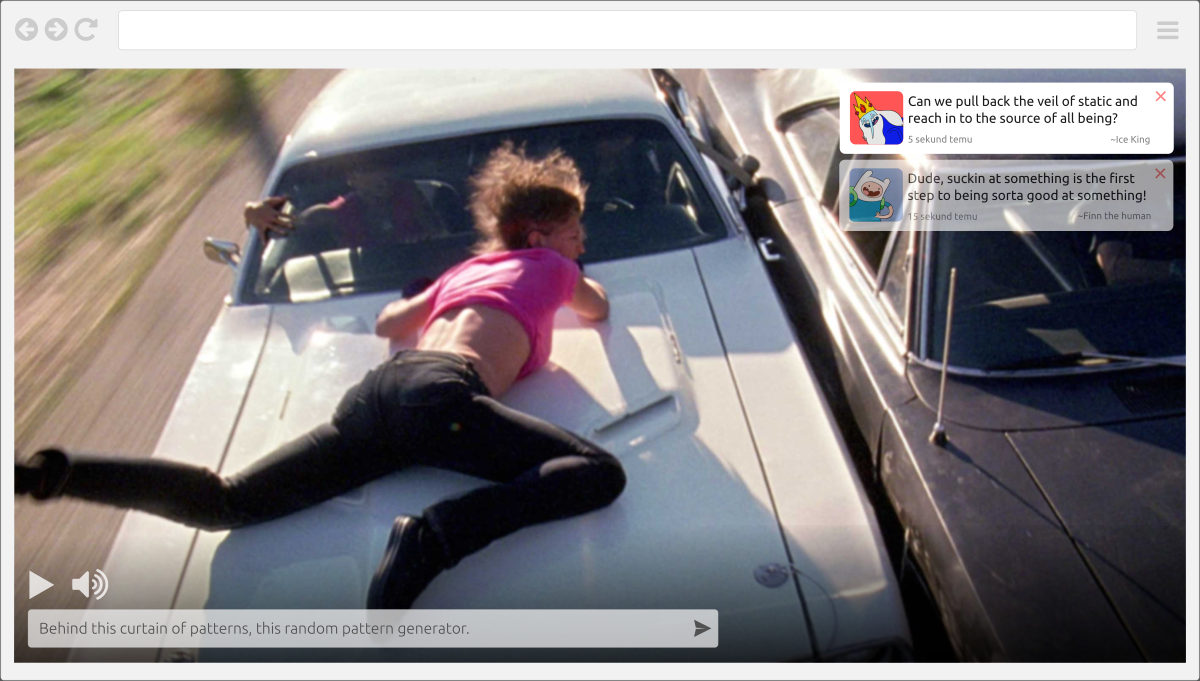 Can we pull back the veil of static and
reach in to the source of all being?
5 sekund temu ~Ice King
Dude, suckin at something is the first
step to being sorta good at something!
15 sekund temu ~Finn the human
Behind this curtain of patterns, this random pattern generator.